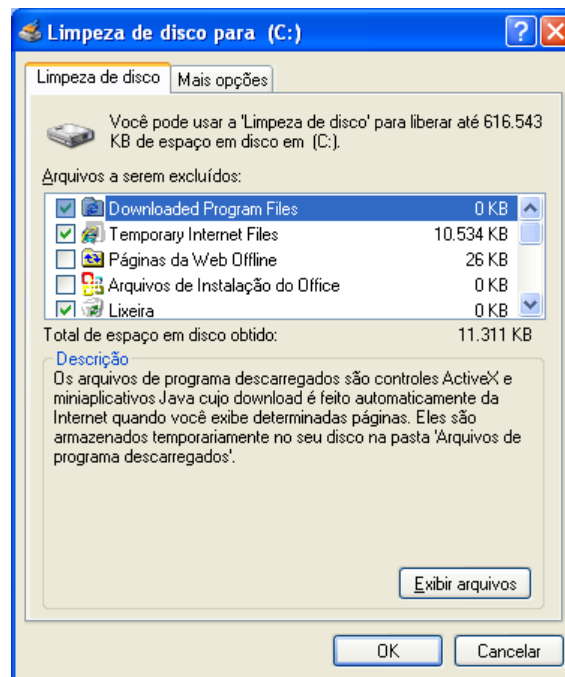 Limpeza de disco para (C:)
Limpeza de disco Mais opções
Você pode usar a 'Limpeza de disco' para liberar até 616.543
KB de espaço em disco em (C:).
Arquivos a serem excluídos:
Downloaded Program Files 0 KB
Temporary Internet Files 10.534 KB
Páginas da Web Offline 26 KB
Arquivos de Instalação do Office 0 KB
Lixeira 0 KB
Total de espaço em disco obtido: 11.311 KB
Descrição
Os arquivos de programa descarregados são controles ActiveX e
miniaplicativos Java cujo download é feito automaticamente da
Internet quando você exibe determinadas páginas. Eles são
armazenados temporariamente no seu disco na pasta 'Arquivos de
programa descarregados'.
Exibir arquivos
OK Cancelar